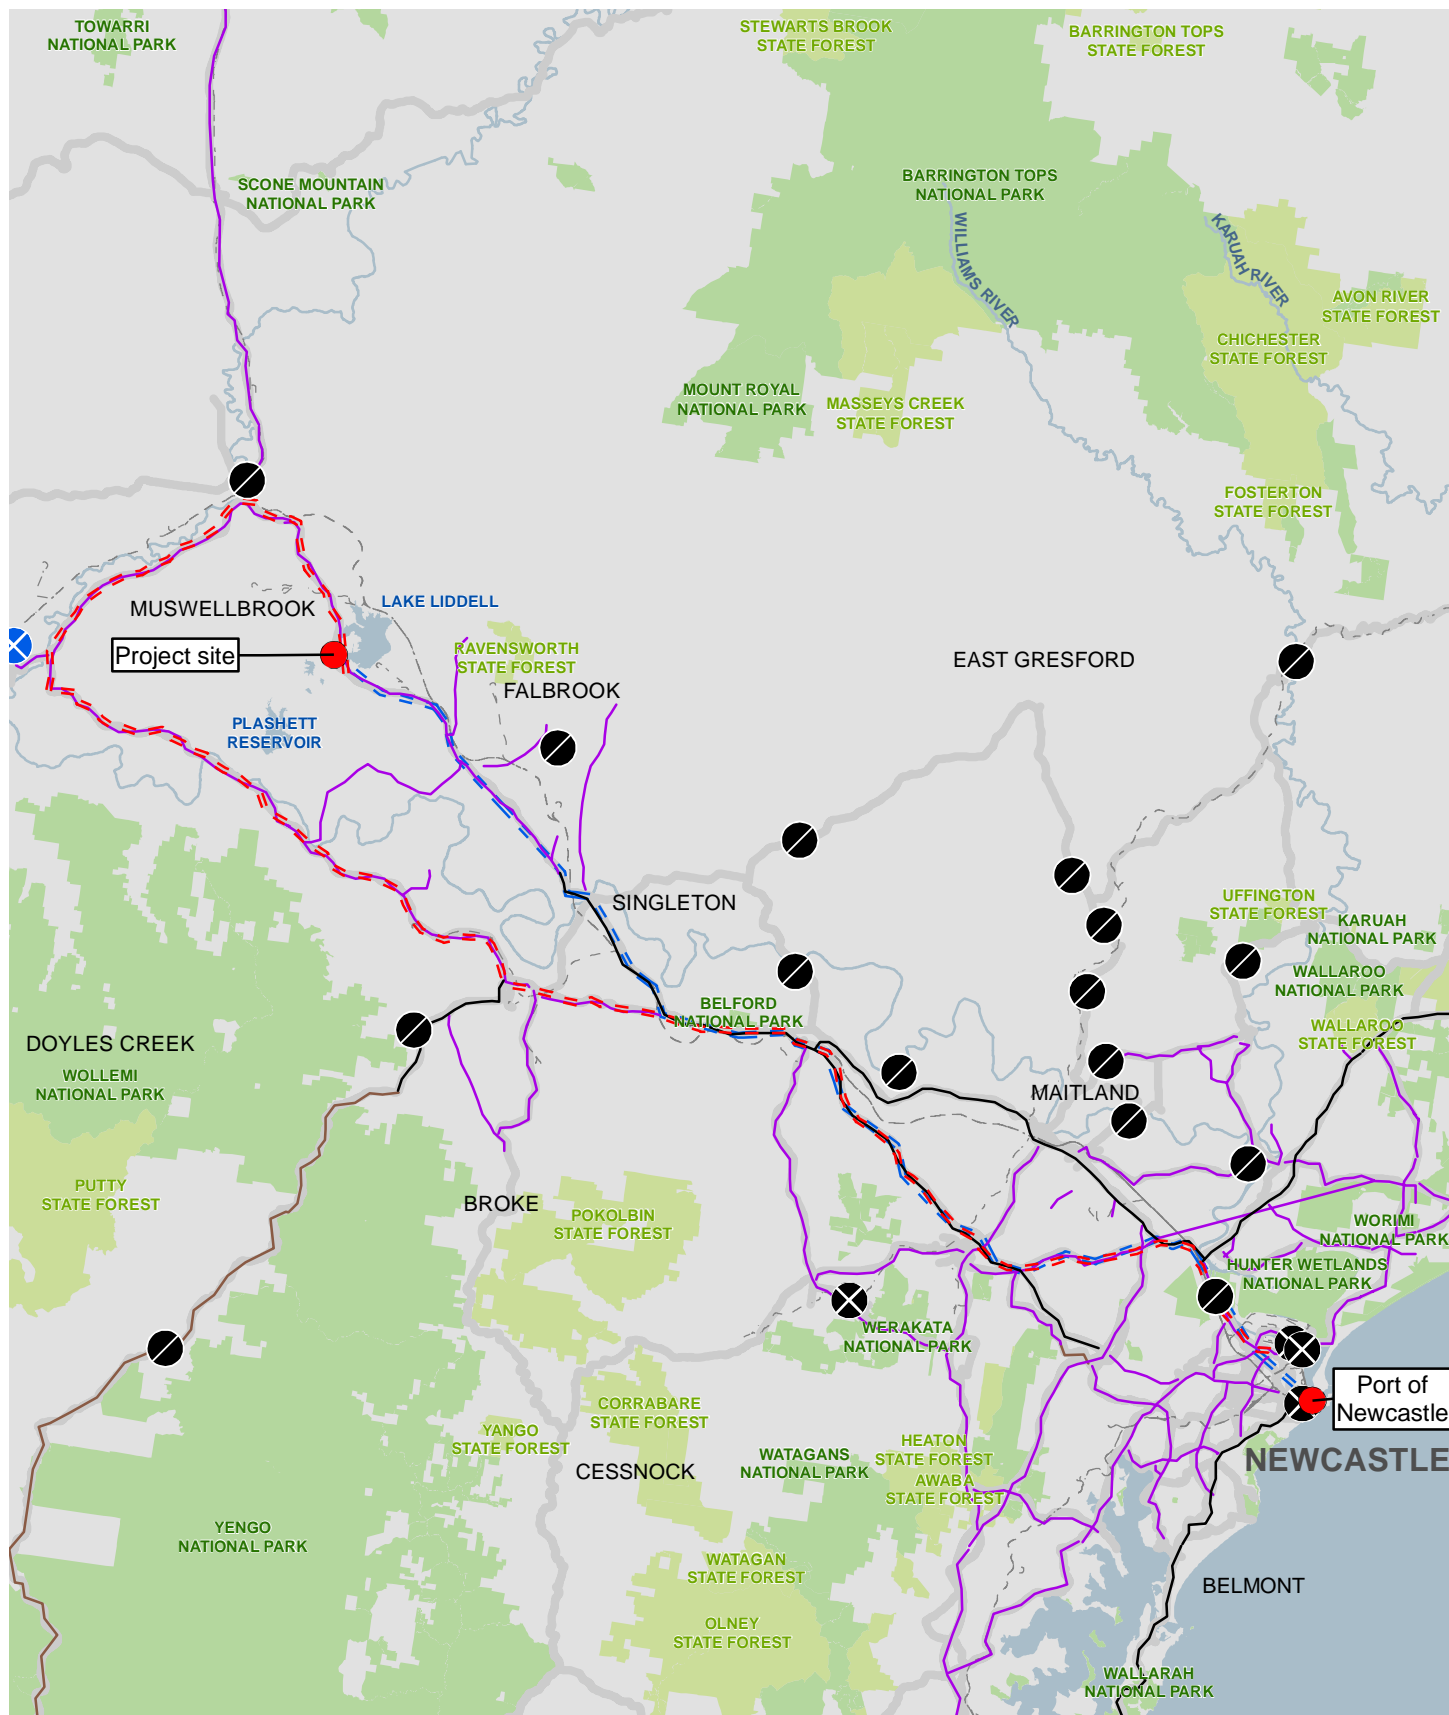 TOWARRI
NATIONAL PARK
STEWARTS BROOK
STATE FOREST
BARRINGTON TOPS
STATE FOREST
SCONE MOUNTAIN
NATIONAL PARK
BARRINGTON TOPS
NATIONAL PARK
WILLIAMS RIVER
KARUAH RIVER
AVON RIVER
STATE FOREST
CHICHESTER
STATE FOREST
MOUNT ROYAL
NATIONAL PARK
MASSEYS CREEK
STATE FOREST
FOSTERTON
STATE FOREST
MUSWELLBROOK
LAKE LIDDELL
Project site
RAVENSWORTH
STATE FOREST
FALBROOK
EAST GRESFORD
PLASHETT
RESERVOIR
SINGLETON
UFFINGTON
STATE FOREST
KARUAH
NATIONAL PARK
WALLAROO
NATIONAL PARK
BELFORD
NATIONAL PARK
WALLAROO
STATE FOREST
DOYLES CREEK
WOLLEMI
NATIONAL PARK
MAITLAND
PUTTY
STATE FOREST
BROKE
POKOLBIN
STATE FOREST
WORIMI
NATIONAL PARK
HUNTER WETLANDS
NATIONAL PARK
WERAKATA
NATIONAL PARK
Port of
Newcastle
CORRABARE
STATE FOREST
YANGO
STATE FOREST
CESSNOCK
WATAGANS
NATIONAL PARK
HEATON
STATE FOREST
AWABA
STATE FOREST
NEWCASTLE
YENGO
NATIONAL PARK
WATAGAN
STATE FOREST
BELMONT
OLNEY
STATE FOREST
WALLARAH
NATIONAL PARK